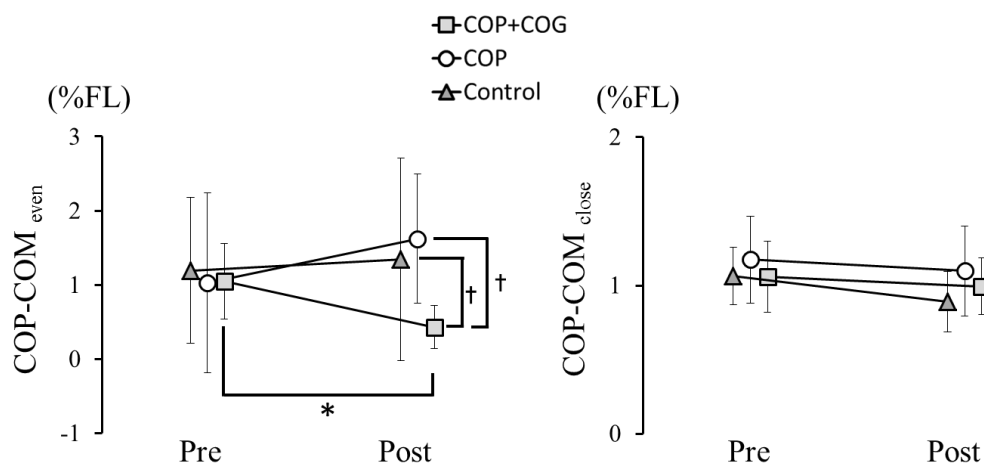 COP+COG
COP
Control
(%FL)
3
2
1
0
-1
COP-COM even
†
†
*
Pre
Post
(%FL)
2
1
0
COP-COM close
Pre
Post